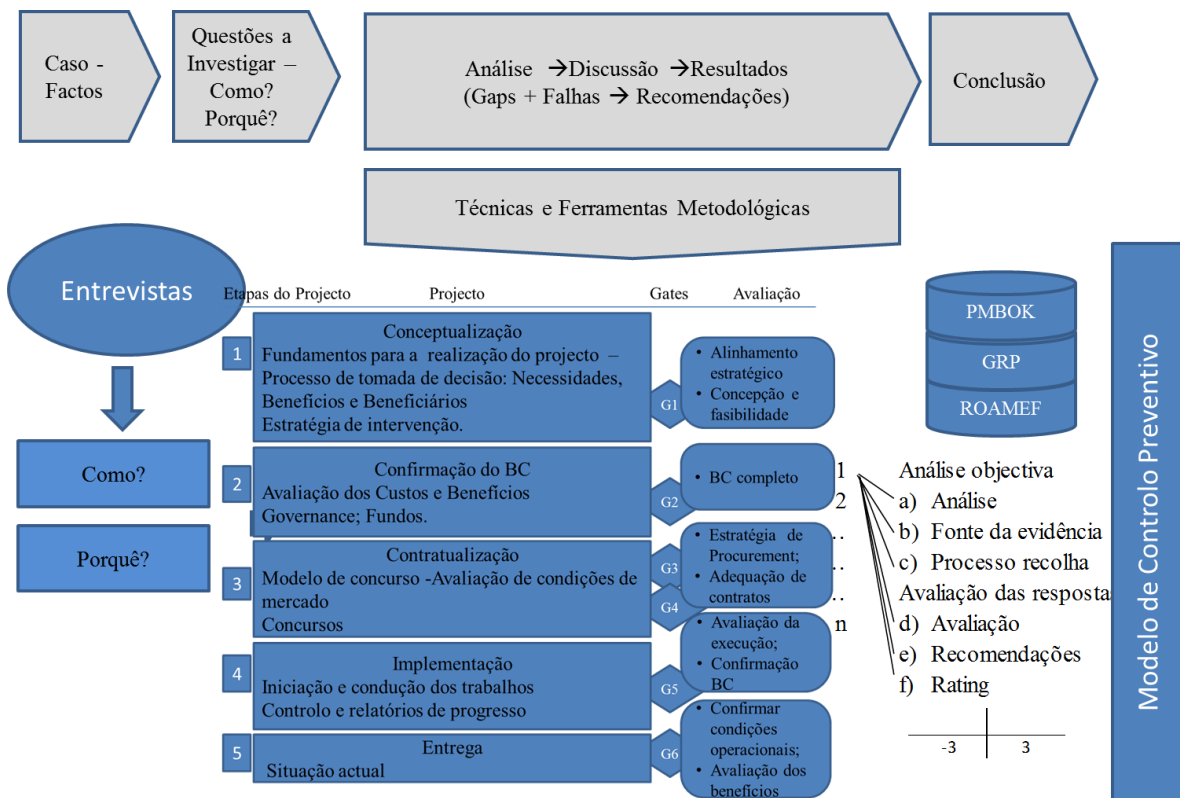 Caso -
Factos
Questões a
Investigar –
Como?
Porquê?
Análise →Discussão →Resultados
(Gaps + Falhas → Recomendações)
Conclusão
Técnicas e Ferramentas Metodológicas
Entrevistas
Como?
Porquê?
Etapas do Projecto Projecto Gates Avaliação
1
Conceptualização
Fundamentos para a realização do projecto –
Processo de tomada de decisão: Necessidades,
Benefícios e Beneficiários
Estratégia de intervenção.
G1
• Alinhamento
estratégico
• Concepção e
fasibilidade
2
Confirmação do BC
Avaliação dos Custos e Benefícios
Governance; Fundos.
G2
• BC completo
3
Contratualização
Modelo de concurso -Avaliação de condições de
mercado
Concursos
G3
G4
• Estratégia de
Procurement;
• Adequação de
contratos
4
Implementação
Iniciação e condução dos trabalhos
Controlo e relatórios de progresso
G5
• Avaliação da
execução;
• Confirmação
BC
5
Entrega
Situação actual
G6
• Confirmar
condições
operacionais;
• Avaliação dos
benefícios
PMBOK
GRP
ROAMEF
1
2
..
..
..
n
Análise objectiva
a) Análise
b) Fonte da evidência
c) Processo recolha
Avaliação das respostas
d) Avaliação
e) Recomendações
f) Rating
-3 3
Modelo de Controlo Preventivo